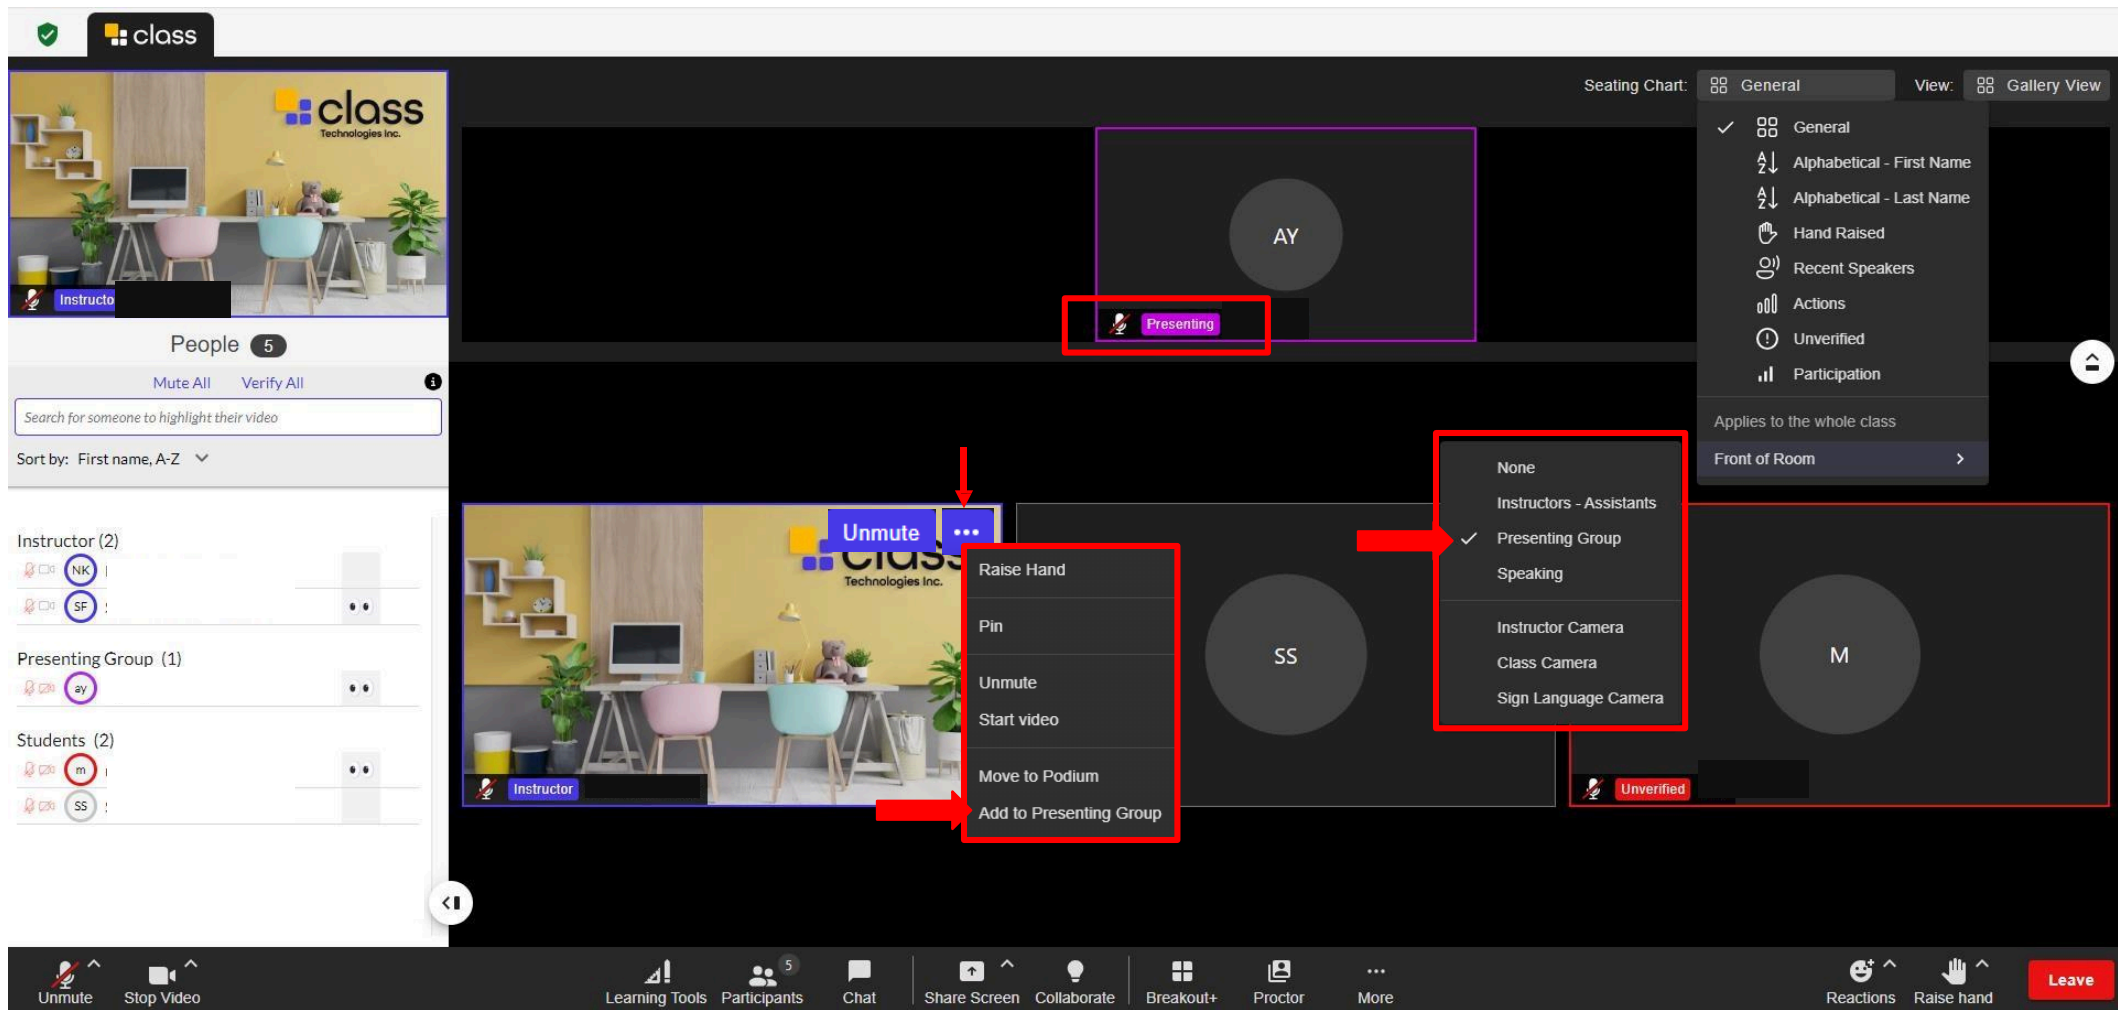 class
Seating Chart: General View: Gallery View
class
Technologies Inc.
Instructo
People 5
Mute All Verify All
Search for someone to highlight their video
Sort by: First name, A-Z
Instructor (2)
NK
SF
Presenting Group (1)
ay
Students (2)
m
SS
AY
Presenting
General
Alphabetical - First Name
Alphabetical - Last Name
Hand Raised
Recent Speakers
Actions
Unverified
Participation
Applies to the whole class
Front of Room
None
Instructors - Assistants
Presenting Group
Speaking
Instructor Camera
Class Camera
Sign Language Camera
Unmute
class
Technologies Inc.
Instructor
Raise Hand
Pin
Unmute
Start video
Move to Podium
Add to Presenting Group
SS
M
Unverified
Unmute
Stop Video
Learning Tools
5
Participants
Chat
Share Screen
Collaborate
Breakout+
Proctor
More
Reactions
Raise hand
Leave